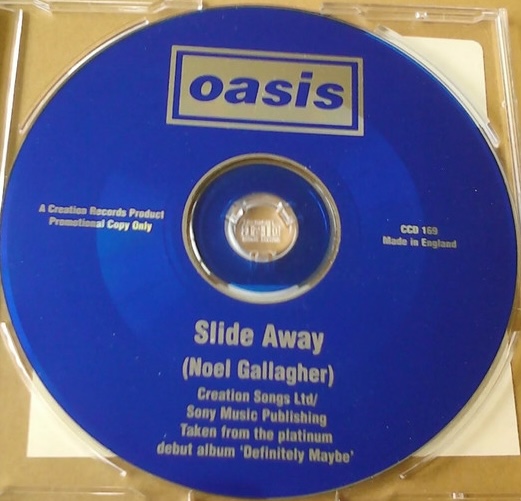 oasis
A Creation Records Product
Promotional Copy Only
CCD 169
Made in England
Slide Away
(Noel Gallagher)
Creation Songs Ltd/
Sony Music Publishing
Taken from the platinum
debut album 'Definitely Maybe'